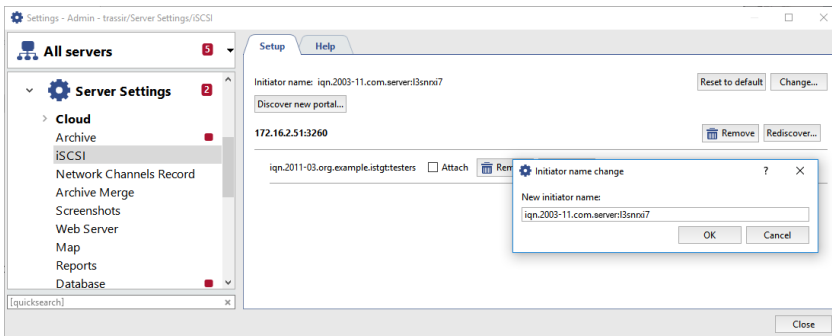 Settings - Admin - trassir/Server Settings/iSCSI
All servers
5
Server Settings
2
Cloud
Archive
iSCSI
Network Channels Record
Archive Merge
Screenshots
Web Server
Map
Reports
Database
[quicksearch]
Setup
Help
Initiator name: iqn.2003-11.com.server:l3snrxi7
Reset to default
Change...
Discover new portal...
172.16.2.51:3260
Remove
Rediscover...
iqn.2011-03.org.example.istgt:testers
Attach
Rem
Initiator name change
?
New initiator name:
iqn.2003-11.com.server:l3snrxi7
OK
Cancel
Close